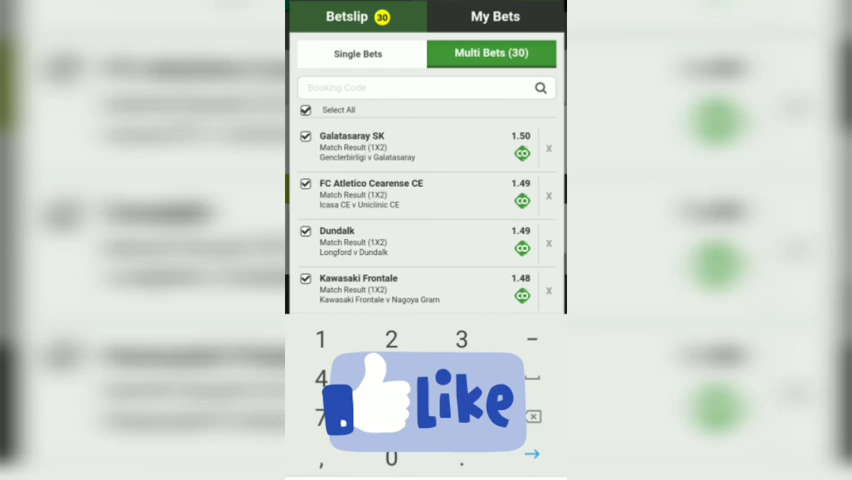 Betslip 30 My Bets
Single Bets Multi Bets (30)
Booking Code
Select All
Galatasaray SK 1.50
Match Result (1X2)
Genclerbirligi v Galatasaray
X
FC Atletico Cearense CE 1.49
Match Result (1X2)
Icasa CE v Uniclinic CE
X
Dundalk 1.49
Match Result (1X2)
Longford v Dundalk
X
Kawasaki Frontale 1.48
Match Result (1X2)
Kawasaki Frontale v Nagoya Gram
X
1 2 3 -
4
Like
7
, 0 .